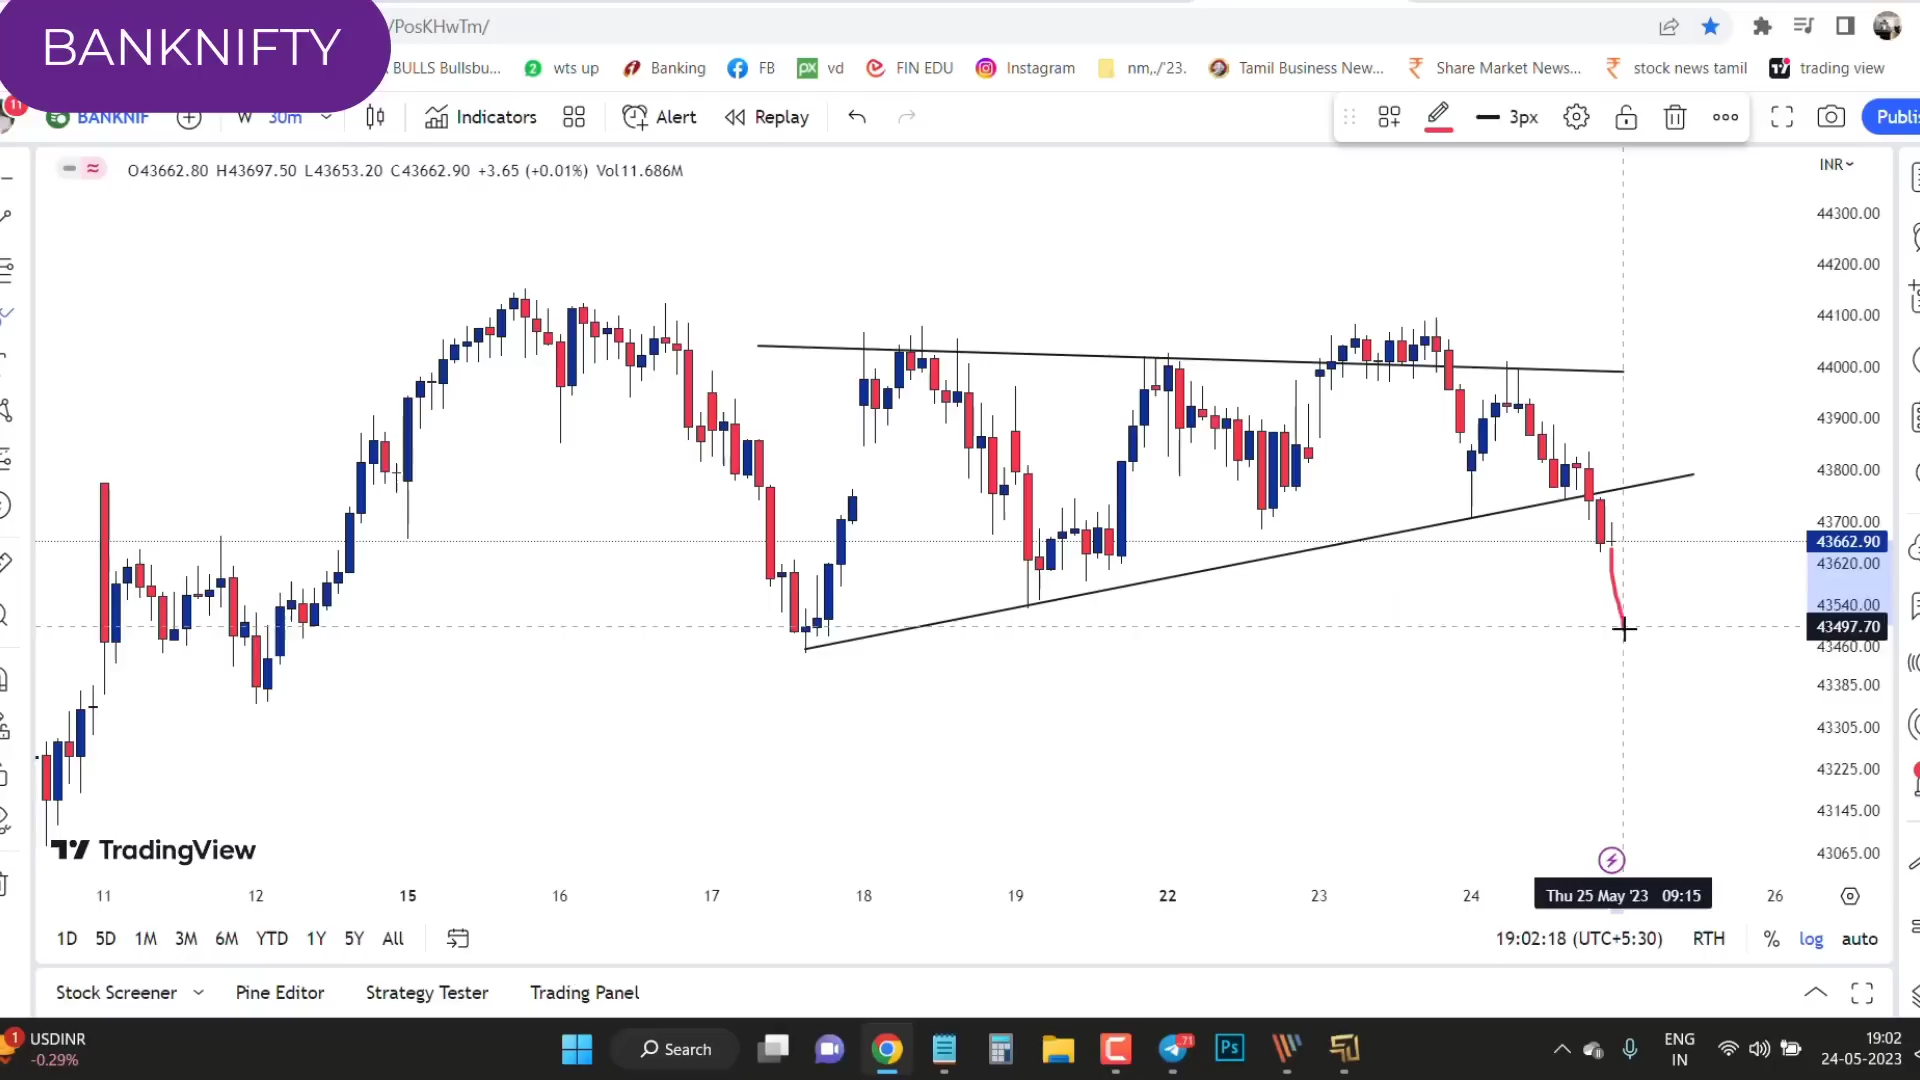 BANKNIFTY
/PosKHwTm/
BULLS Bullsbu...
wts up
Banking
FB
vd
FIN EDU
Instagram
nm,./'23.
Tamil Business New...
Share Market News...
stock news tamil
trading view
11
BANKNIF
W
30m
Indicators
Alert
Replay
3px
Publi
O43662.80 H43697.50 L43653.20 C43662.90 +3.65 (+0.01%) Vol11.686M
INR
44300.00
44200.00
44100.00
44000.00
43900.00
43800.00
43700.00
43662.90
43620.00
43540.00
43497.70
43460.00
43385.00
43305.00
43225.00
43145.00
43065.00
TradingView
11 12 15 16 17 18 19 22 23 24 Thu 25 May '23 09:15 26
1D 5D 1M 3M 6M YTD 1Y 5Y All
19:02:18 (UTC+5:30) RTH % log auto
Stock Screener Pine Editor Strategy Tester Trading Panel
1
USDINR
-0.29%
Search
71
Ps
ENG
IN
19:02
24-05-2023